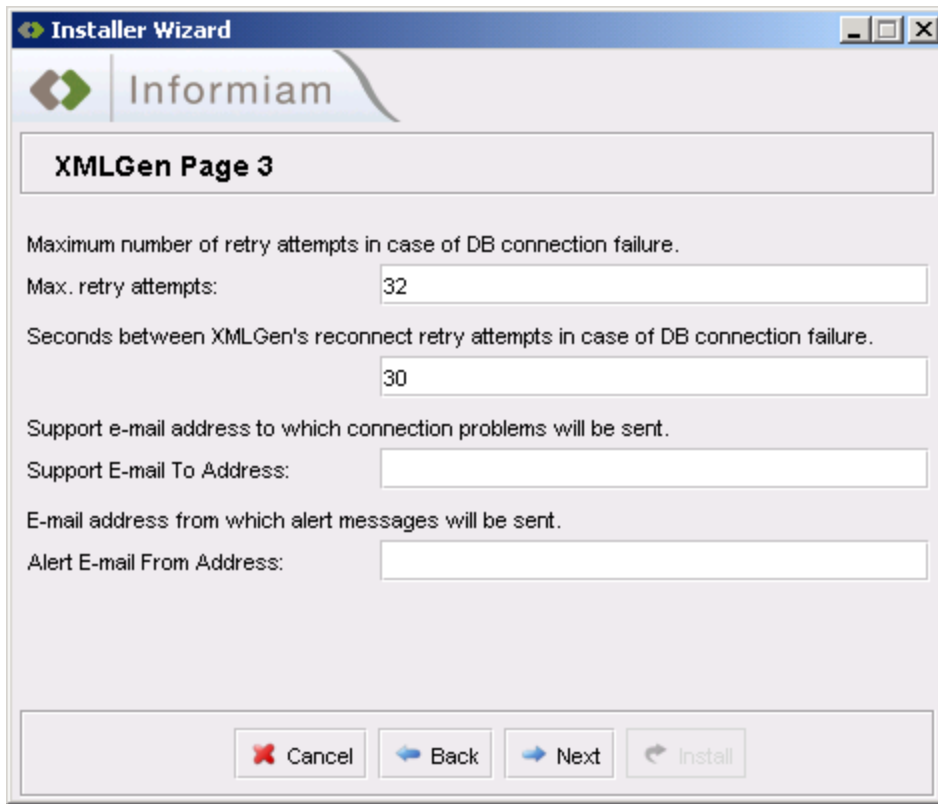 Installer Wizard
Informiam
XMLGen Page 3
Maximum number of retry attempts in case of DB connection failure.
Max. retry attempts: 32
Seconds between XMLGen's reconnect retry attempts in case of DB connection failure.
30
Support e-mail address to which connection problems will be sent.
Support E-mail To Address:
E-mail address from which alert messages will be sent.
Alert E-mail From Address:
Cancel Back Next Install